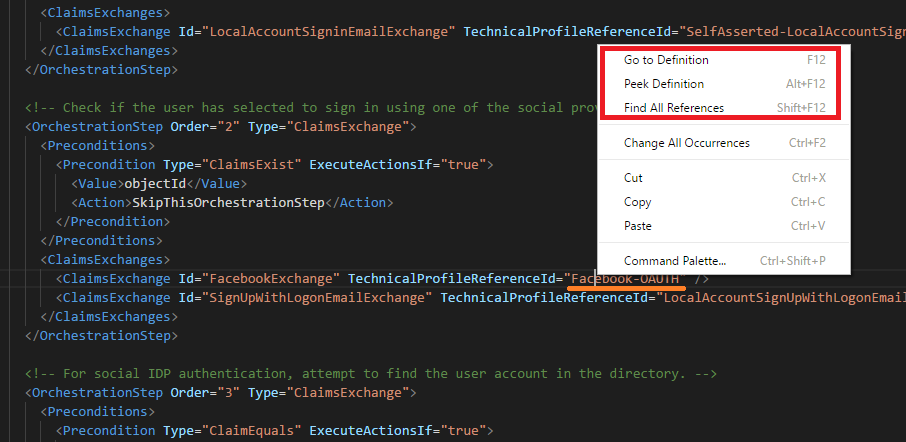 <ClaimsExchanges>
<ClaimsExchange Id="LocalAccountSigninEmailExchange" TechnicalProfileReferenceId="SelfAsserted-LocalAccountSign
</ClaimsExchanges>
</OrchestrationStep>
<!-- Check if the user has selected to sign in using one of the social prov
<OrchestrationStep Order="2" Type="ClaimsExchange">
<Preconditions>
<Precondition Type="ClaimsExist" ExecuteActionsIf="true">
<Value>objectId</Value>
<Action>SkipThisOrchestrationStep</Action>
</Precondition>
</Preconditions>
<ClaimsExchanges>
<ClaimsExchange Id="FacebookExchange" TechnicalProfileReferenceId="Facebook-OAUTH" />
<ClaimsExchange Id="SignUpWithLogonEmailExchange" TechnicalProfileReferenceId="LocalAccountSignUpWithLogonEmail
</ClaimsExchanges>
</OrchestrationStep>
<!-- For social IDP authentication, attempt to find the user account in the directory. -->
<OrchestrationStep Order="3" Type="ClaimsExchange">
<Preconditions>
<Precondition Type="ClaimEquals" ExecuteActionsIf="true">
Go to Definition F12
Peek Definition Alt+F12
Find All References Shift+F12
Change All Occurrences Ctrl+F2
Cut Ctrl+X
Copy Ctrl+C
Paste Ctrl+V
Command Palette... Ctrl+Shift+P